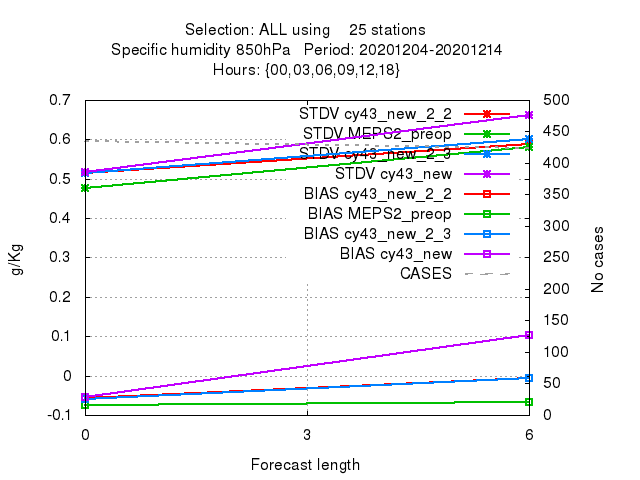 Selection: ALL using    25 stations
Specific humidity 850hPa   Period: 20201204-20201214
Hours: {00,03,06,09,12,18}
0.7
0.6
0.5
0.4
0.3
0.2
0.1
0
-0.1
g/Kg
STDV cy43_new_2_2
STDV MEPS2_preop
STDV cy43_new_2_3
STDV cy43_new
BIAS cy43_new_2_2
BIAS MEPS2_preop
BIAS cy43_new_2_3
BIAS cy43_new
CASES
500
450
400
350
300
250
200
150
100
50
0
No cases
0 3 6
Forecast length